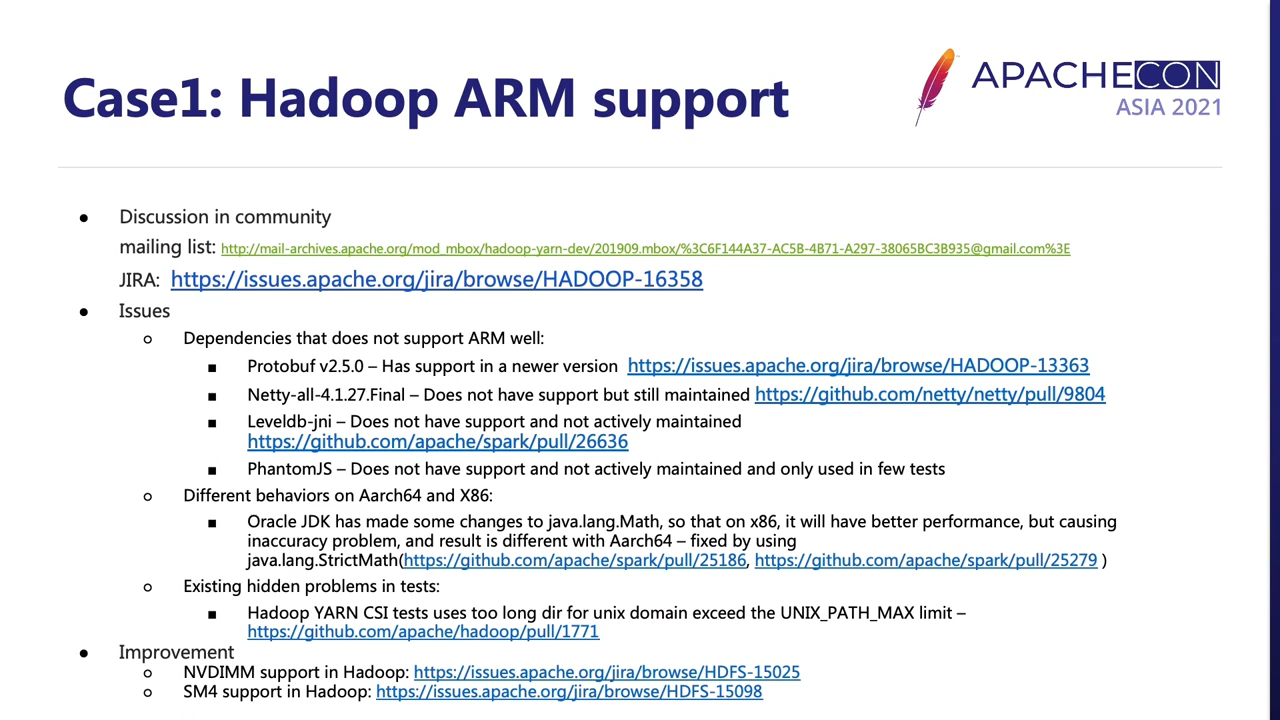 Case1: Hadoop ARM support
APACHECON
ASIA 2021
● Discussion in community
mailing list: http://mail-archives.apache.org/mod_mbox/hadoop-yarn-dev/201909.mbox/%3C6F144A37-AC5B-4B71-A297-38065BC3B935@gmail.com%3E
JIRA: https://issues.apache.org/jira/browse/HADOOP-16358
● Issues
○ Dependencies that does not support ARM well:
■ Protobuf v2.5.0 – Has support in a newer version https://issues.apache.org/jira/browse/HADOOP-13363
■ Netty-all-4.1.27.Final – Does not have support but still maintained https://github.com/netty/netty/pull/9804
■ Leveldb-jni – Does not have support and not actively maintained
https://github.com/apache/spark/pull/26636
■ PhantomJS – Does not have support and not actively maintained and only used in few tests
○ Different behaviors on Aarch64 and X86:
■ Oracle JDK has made some changes to java.lang.Math, so that on x86, it will have better performance, but causing
inaccuracy problem, and result is different with Aarch64 – fixed by using
java.lang.StrictMath(https://github.com/apache/spark/pull/25186, https://github.com/apache/spark/pull/25279 )
○ Existing hidden problems in tests:
■ Hadoop YARN CSI tests uses too long dir for unix domain exceed the UNIX_PATH_MAX limit –
https://github.com/apache/hadoop/pull/1771
● Improvement
○ NVDIMM support in Hadoop: https://issues.apache.org/jira/browse/HDFS-15025
○ SM4 support in Hadoop: https://issues.apache.org/jira/browse/HDFS-15098